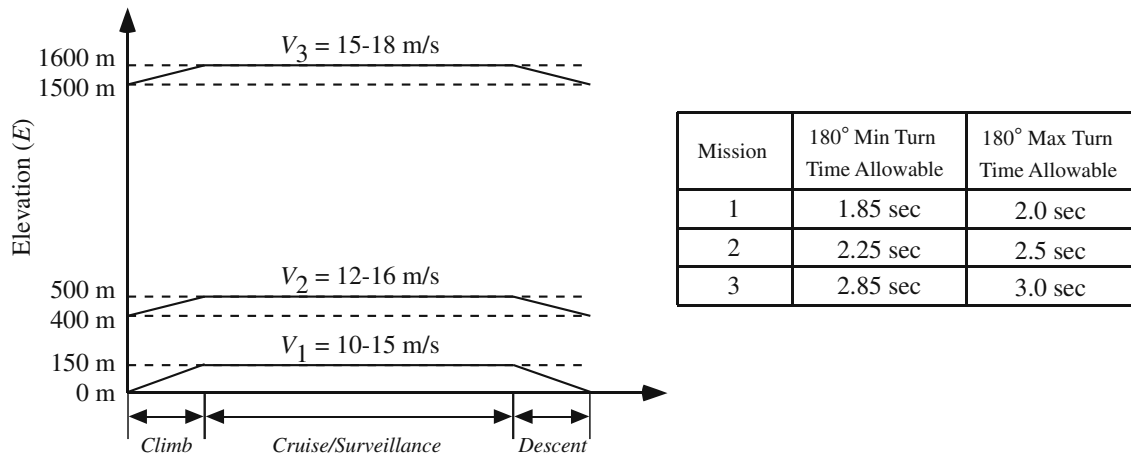 Elevation (E)
1600 m
1500 m
500 m
400 m
150 m
0 m
V3 = 15-18 m/s
V2 = 12-16 m/s
V1 = 10-15 m/s
Climb
Cruise/Surveillance
Descent
Mission
180° Min Turn
Time Allowable
180° Max Turn
Time Allowable
1 1.85 sec 2.0 sec
2 2.25 sec 2.5 sec
3 2.85 sec 3.0 sec